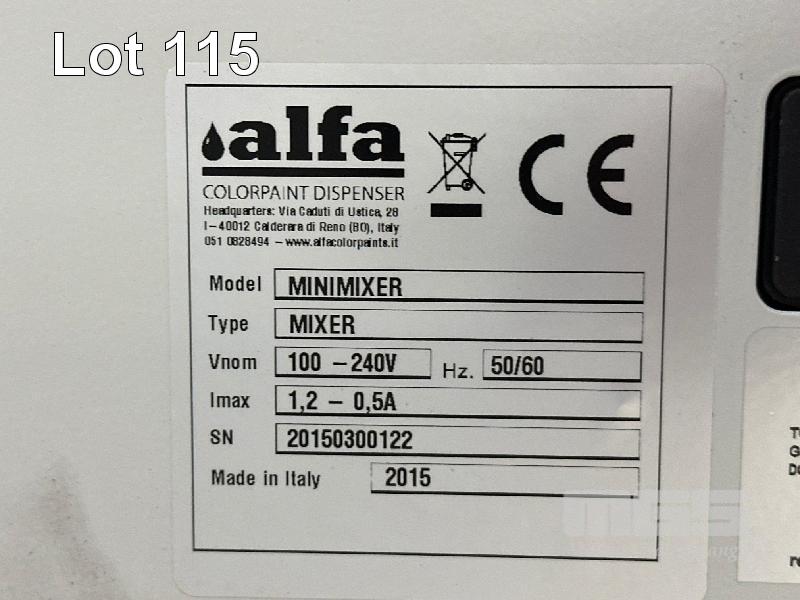 Lot 115
alfa
COLORPAINT DISPENSER
Headquarters: Via Caduti di Ustica, 28
I-40012 Calderara di Reno (BO), Italy
051 0828494 - www.alfacolorpaints.it
CE
Model MINIMIXER
Type MIXER
Vnom 100 - 240V Hz. 50/60
Imax 1,2 - 0,5A
SN 20150300122
Made in Italy 2015
MGS